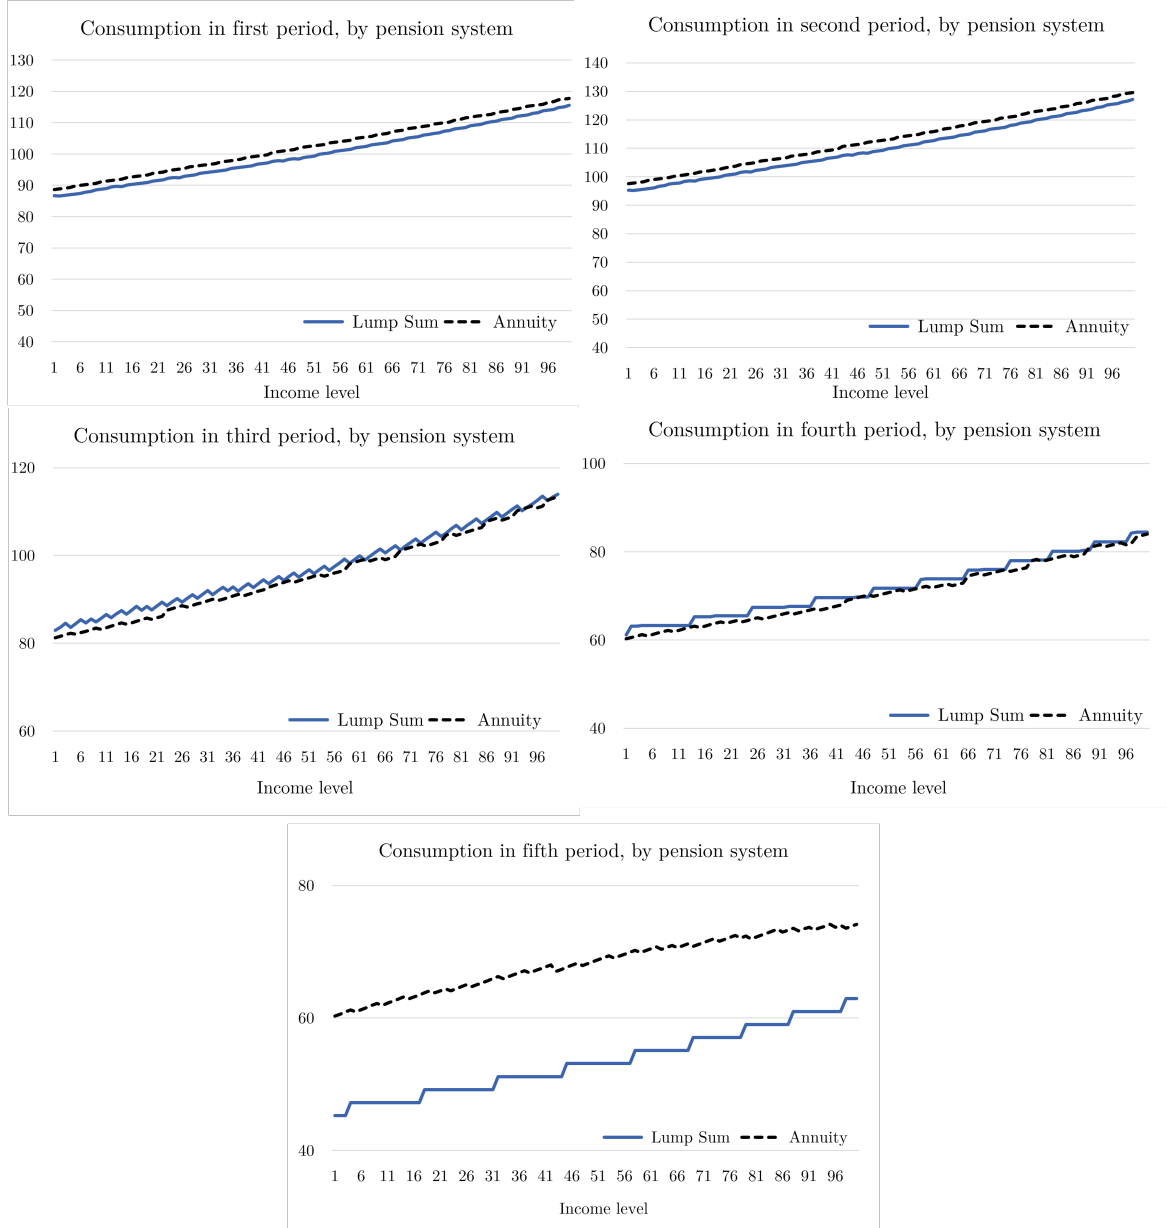 Consumption in first period, by pension system
130
120
110
100
90
80
70
60
50
40
Lump Sum Annuity
1 6 11 16 21 26 31 36 41 46 51 56 61 66 71 76 81 86 91 96
Income level
Consumption in second period, by pension system
140
130
120
110
100
90
80
70
60
50
40
Lump Sum Annuity
1 6 11 16 21 26 31 36 41 46 51 56 61 66 71 76 81 86 91 96
Income level
Consumption in third period, by pension system
120
100
80
60
Lump Sum Annuity
1 6 11 16 21 26 31 36 41 46 51 56 61 66 71 76 81 86 91 96
Income level
Consumption in fourth period, by pension system
100
80
60
40
Lump Sum Annuity
1 6 11 16 21 26 31 36 41 46 51 56 61 66 71 76 81 86 91 96
Income level
Consumption in fifth period, by pension system
80
60
40
Lump Sum Annuity
1 6 11 16 21 26 31 36 41 46 51 56 61 66 71 76 81 86 91 96
Income level